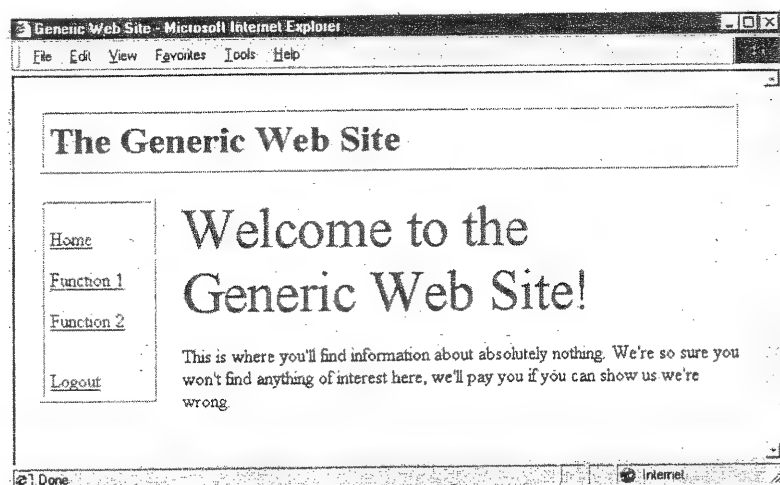 Generic Web Site - Microsoft Internet Explorer
File Edit View Favorites Tools Help
The Generic Web Site
Home
Function 1
Function 2
Logout
Welcome to the
Generic Web Site!
This is where you'll find information about absolutely nothing. We're so sure you
won't find anything of interest here, we'll pay you if you can show us we're
wrong.
Done
Internet